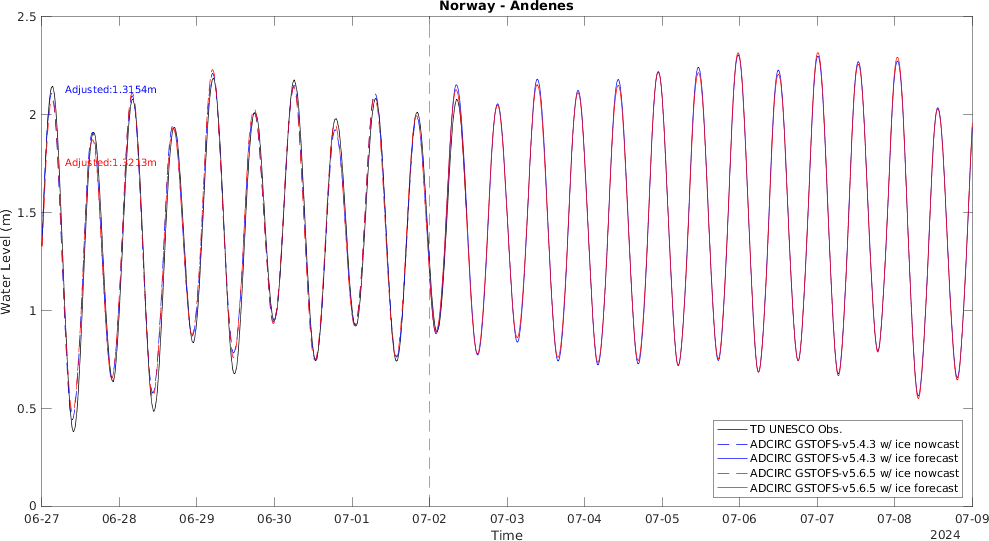 Norway - Andenes
2.5
2
1.5
1
0.5
0
Water Level (m)
Adjusted:1.3154m
Adjusted:1.3213m
TD UNESCO Obs.
ADCIRC GSTOFS-v5.4.3 w/ ice nowcast
ADCIRC GSTOFS-v5.4.3 w/ ice forecast
ADCIRC GSTOFS-v5.6.5 w/ ice nowcast
ADCIRC GSTOFS-v5.6.5 w/ ice forecast
06-27 06-28 06-29 06-30 07-01 07-02 07-03 07-04 07-05 07-06 07-07 07-08 07-09
Time
2024